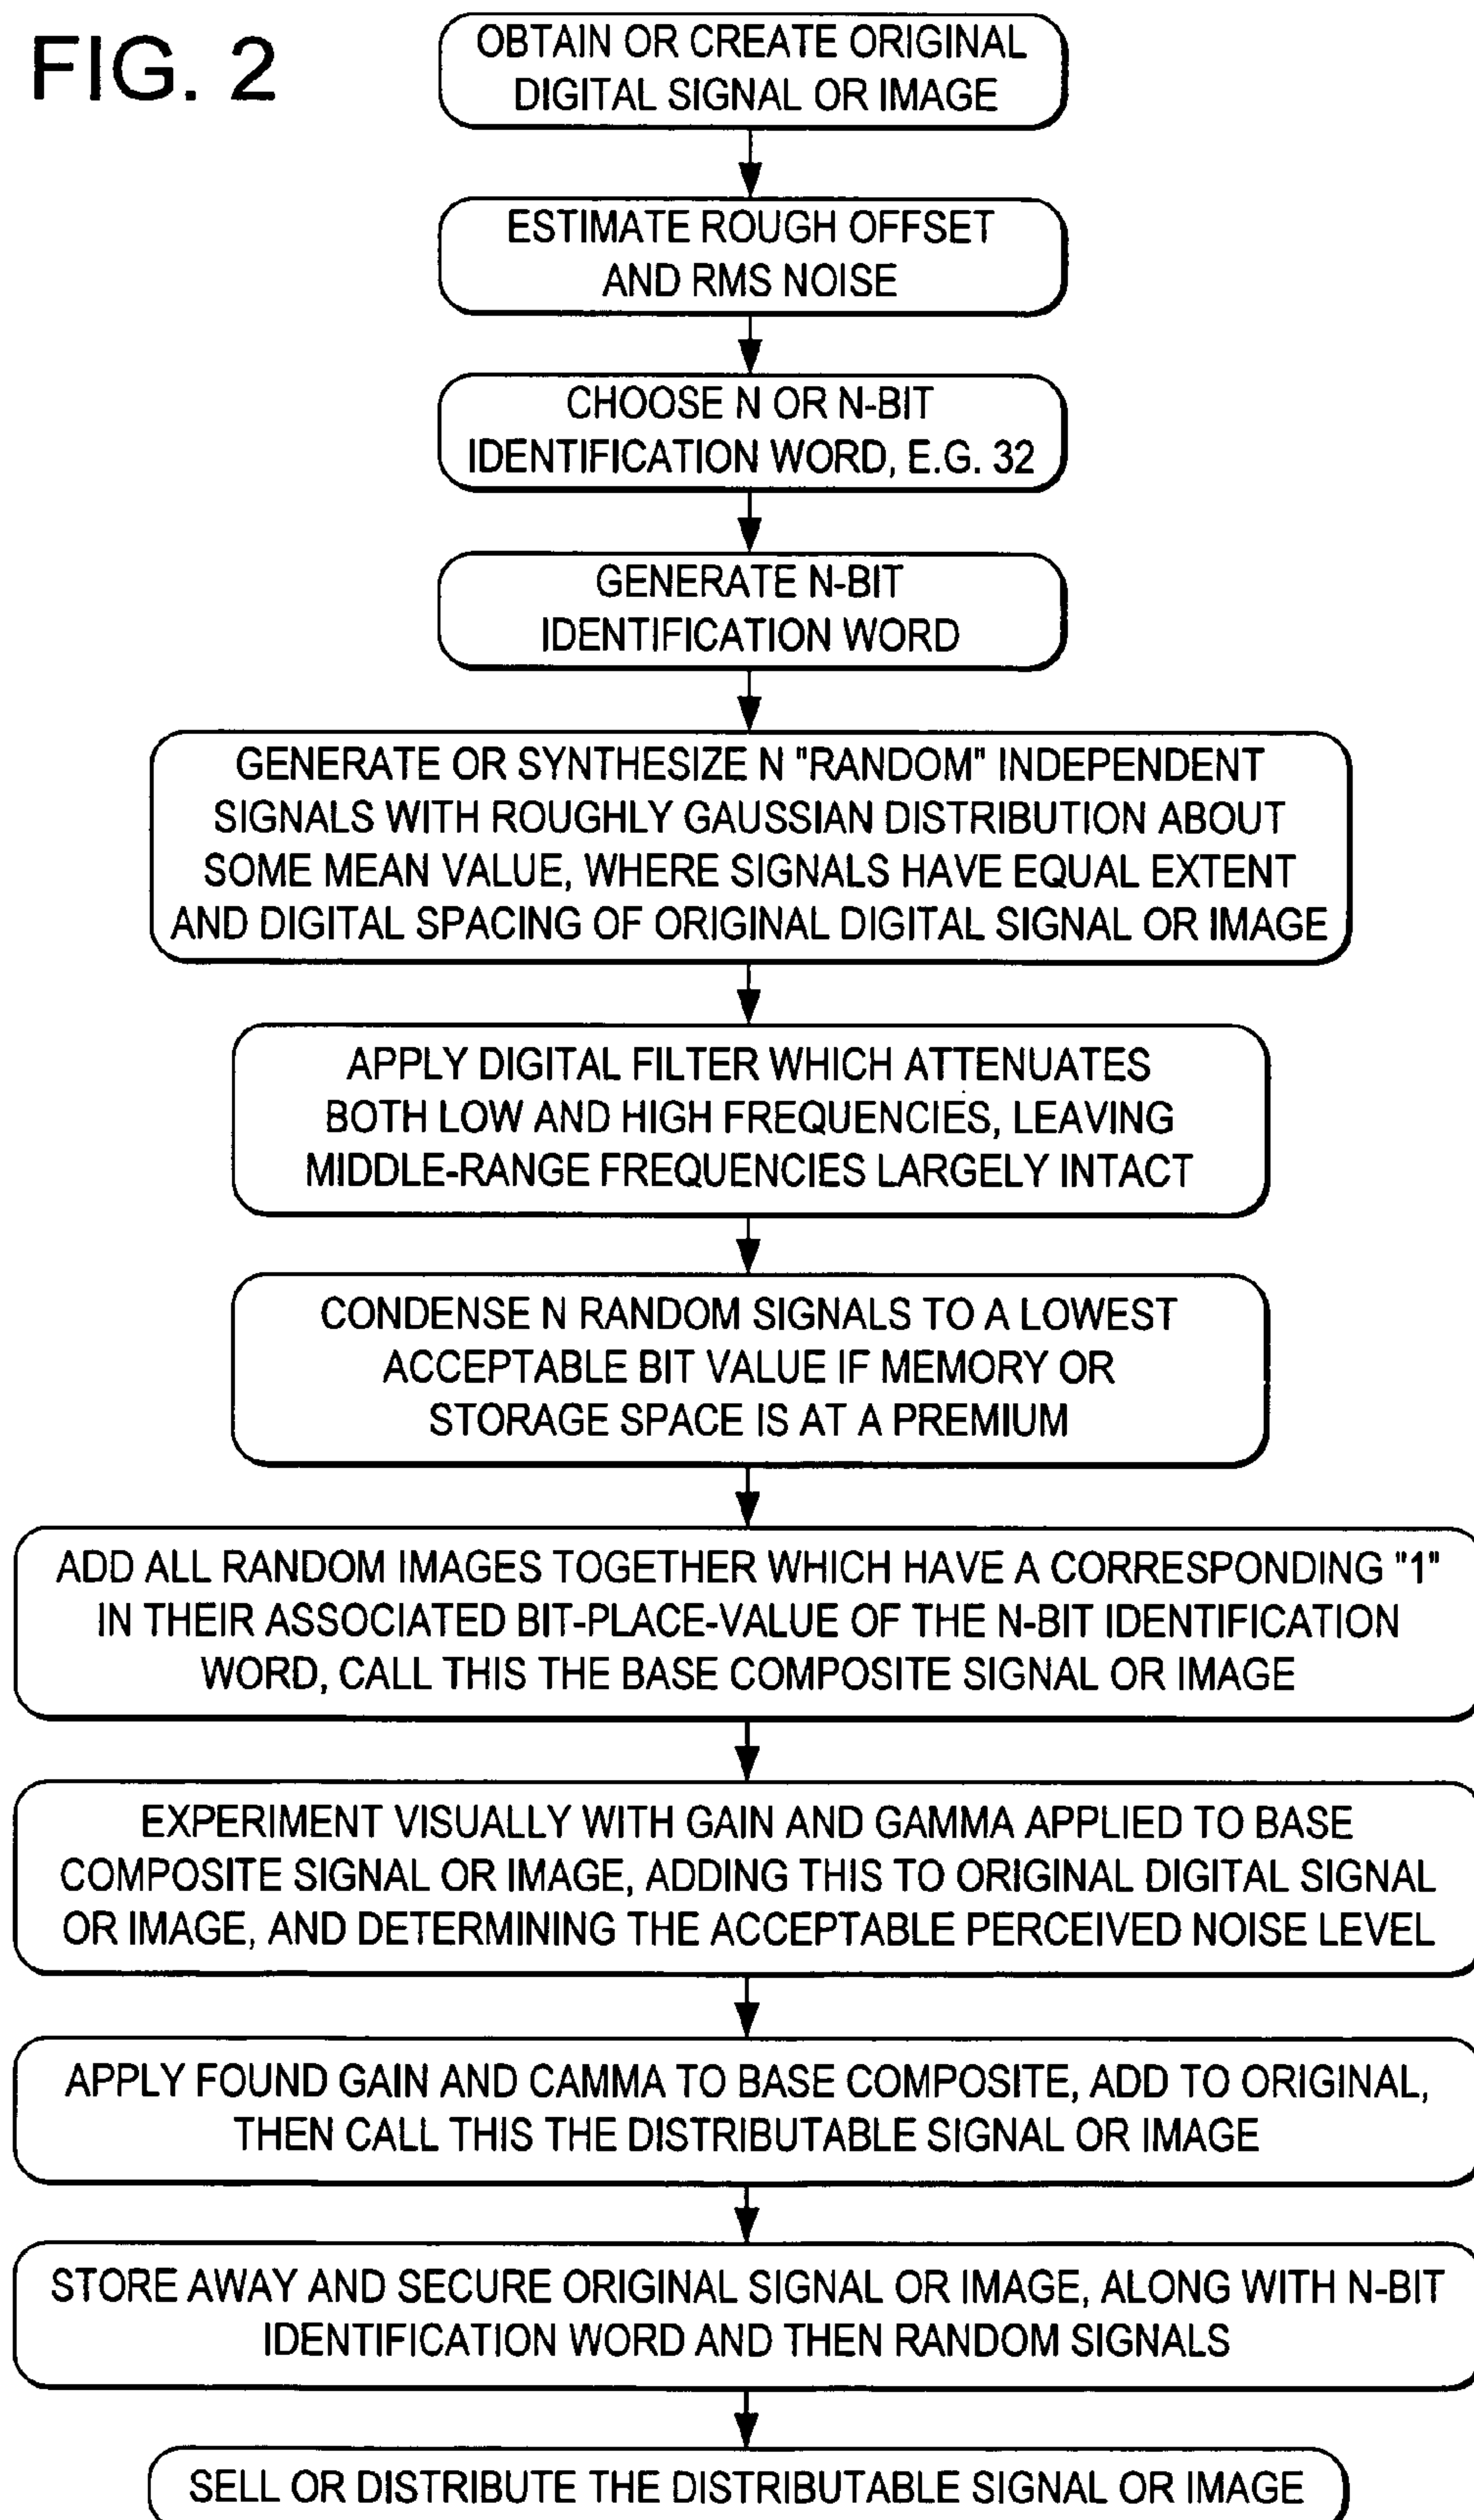 FIG. 2
OBTAIN OR CREATE ORIGINAL
DIGITAL SIGNAL OR IMAGE
ESTIMATE ROUGH OFFSET
AND RMS NOISE
CHOOSE N OR N-BIT
IDENTIFICATION WORD, E.G. 32
GENERATE N-BIT
IDENTIFICATION WORD
GENERATE OR SYNTHESIZE N "RANDOM" INDEPENDENT
SIGNALS WITH ROUGHLY GAUSSIAN DISTRIBUTION ABOUT
SOME MEAN VALUE, WHERE SIGNALS HAVE EQUAL EXTENT
AND DIGITAL SPACING OF ORIGINAL DIGITAL SIGNAL OR IMAGE
APPLY DIGITAL FILTER WHICH ATTENUATES
BOTH LOW AND HIGH FREQUENCIES, LEAVING
MIDDLE-RANGE FREQUENCIES LARGELY INTACT
CONDENSE N RANDOM SIGNALS TO A LOWEST
ACCEPTABLE BIT VALUE IF MEMORY OR
STORAGE SPACE IS AT A PREMIUM
ADD ALL RANDOM IMAGES TOGETHER WHICH HAVE A CORRESPONDING "1"
IN THEIR ASSOCIATED BIT-PLACE-VALUE OF THE N-BIT IDENTIFICATION
WORD, CALL THIS THE BASE COMPOSITE SIGNAL OR IMAGE
EXPERIMENT VISUALLY WITH GAIN AND GAMMA APPLIED TO BASE
COMPOSITE SIGNAL OR IMAGE, ADDING THIS TO ORIGINAL DIGITAL SIGNAL
OR IMAGE, AND DETERMINING THE ACCEPTABLE PERCEIVED NOISE LEVEL
APPLY FOUND GAIN AND CAMMA TO BASE COMPOSITE, ADD TO ORIGINAL,
THEN CALL THIS THE DISTRIBUTABLE SIGNAL OR IMAGE
STORE AWAY AND SECURE ORIGINAL SIGNAL OR IMAGE, ALONG WITH N-BIT
IDENTIFICATION WORD AND THEN RANDOM SIGNALS
SELL OR DISTRIBUTE THE DISTRIBUTABLE SIGNAL OR IMAGE